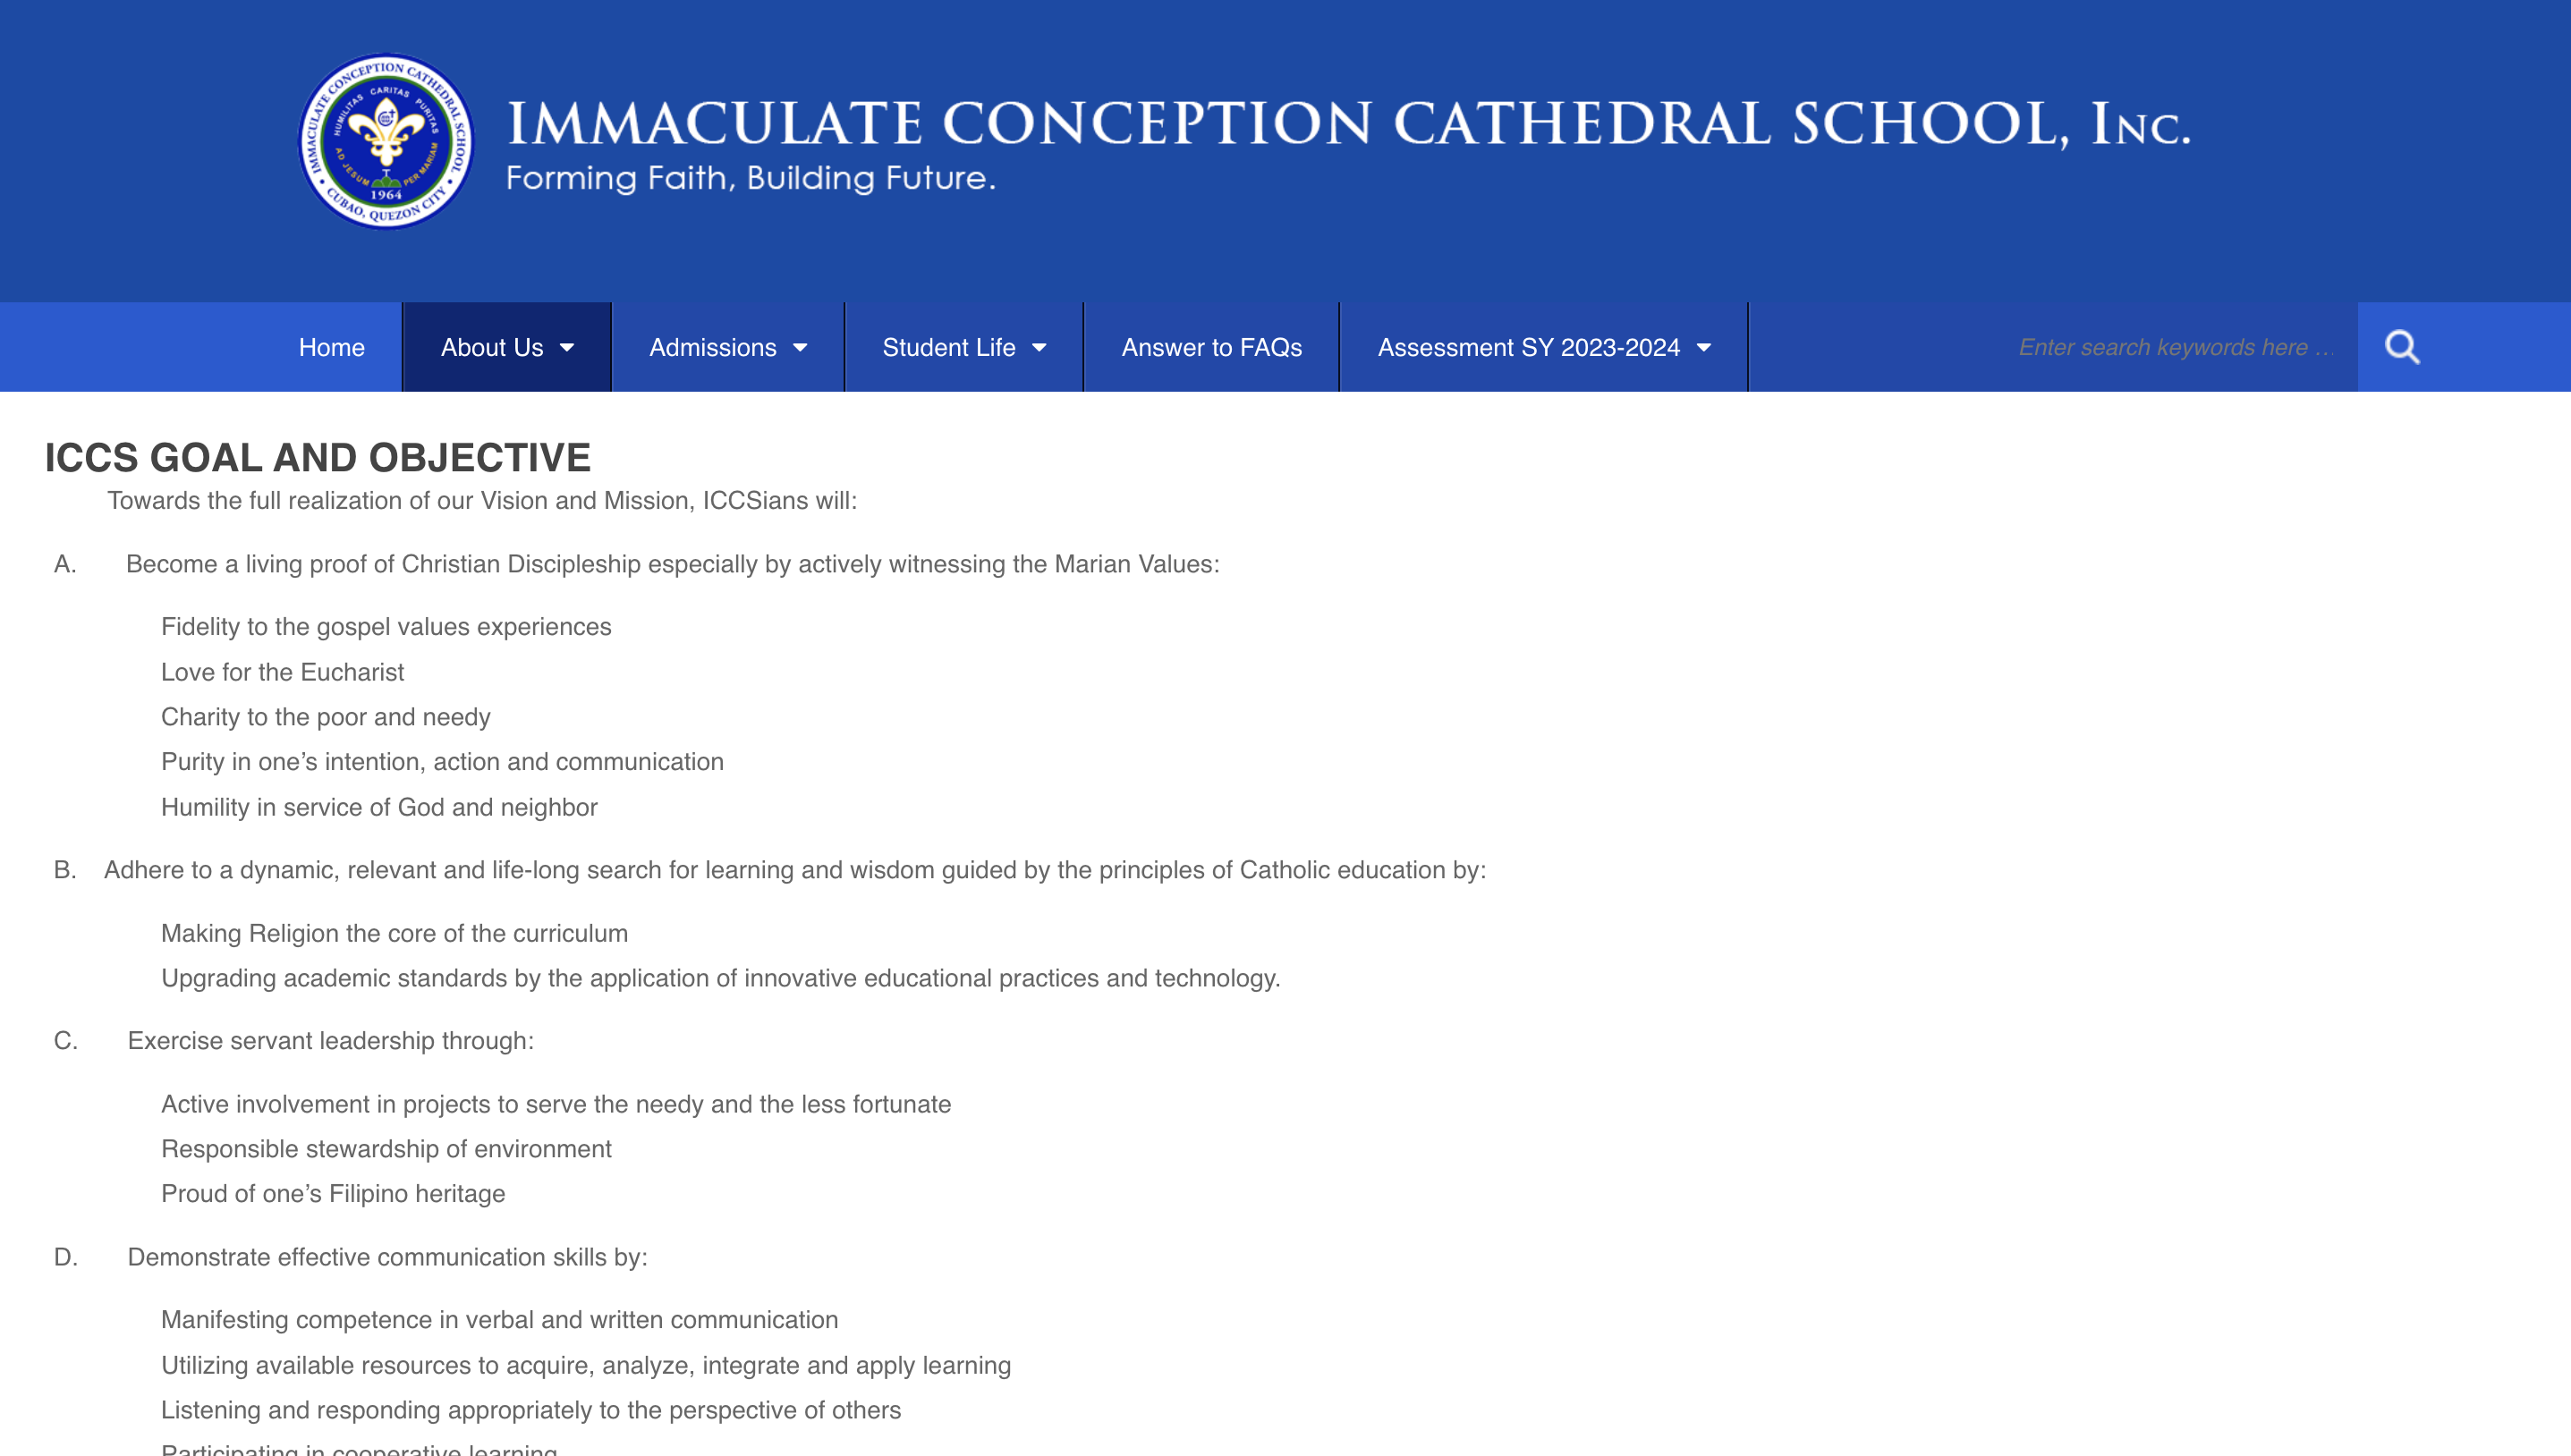 IMMACULATE CONCEPTION CATHEDRAL SCHOOL
HUMILITAS CARITAS PURITAS
AD JESUM PER MARIAM
1964
CUBAO, QUEZON CITY
IMMACULATE CONCEPTION CATHEDRAL SCHOOL, INC.
Forming Faith, Building Future.
Home About Us Admissions Student Life Answer to FAQs Assessment SY 2023-2024 Enter search keywords here ...
ICCS GOAL AND OBJECTIVE
Towards the full realization of our Vision and Mission, ICCSians will:
A. Become a living proof of Christian Discipleship especially by actively witnessing the Marian Values:
Fidelity to the gospel values experiences
Love for the Eucharist
Charity to the poor and needy
Purity in one’s intention, action and communication
Humility in service of God and neighbor
B. Adhere to a dynamic, relevant and life-long search for learning and wisdom guided by the principles of Catholic education by:
Making Religion the core of the curriculum
Upgrading academic standards by the application of innovative educational practices and technology.
C. Exercise servant leadership through:
Active involvement in projects to serve the needy and the less fortunate
Responsible stewardship of environment
Proud of one’s Filipino heritage
D. Demonstrate effective communication skills by:
Manifesting competence in verbal and written communication
Utilizing available resources to acquire, analyze, integrate and apply learning
Listening and responding appropriately to the perspective of others
Participating in cooperative learning